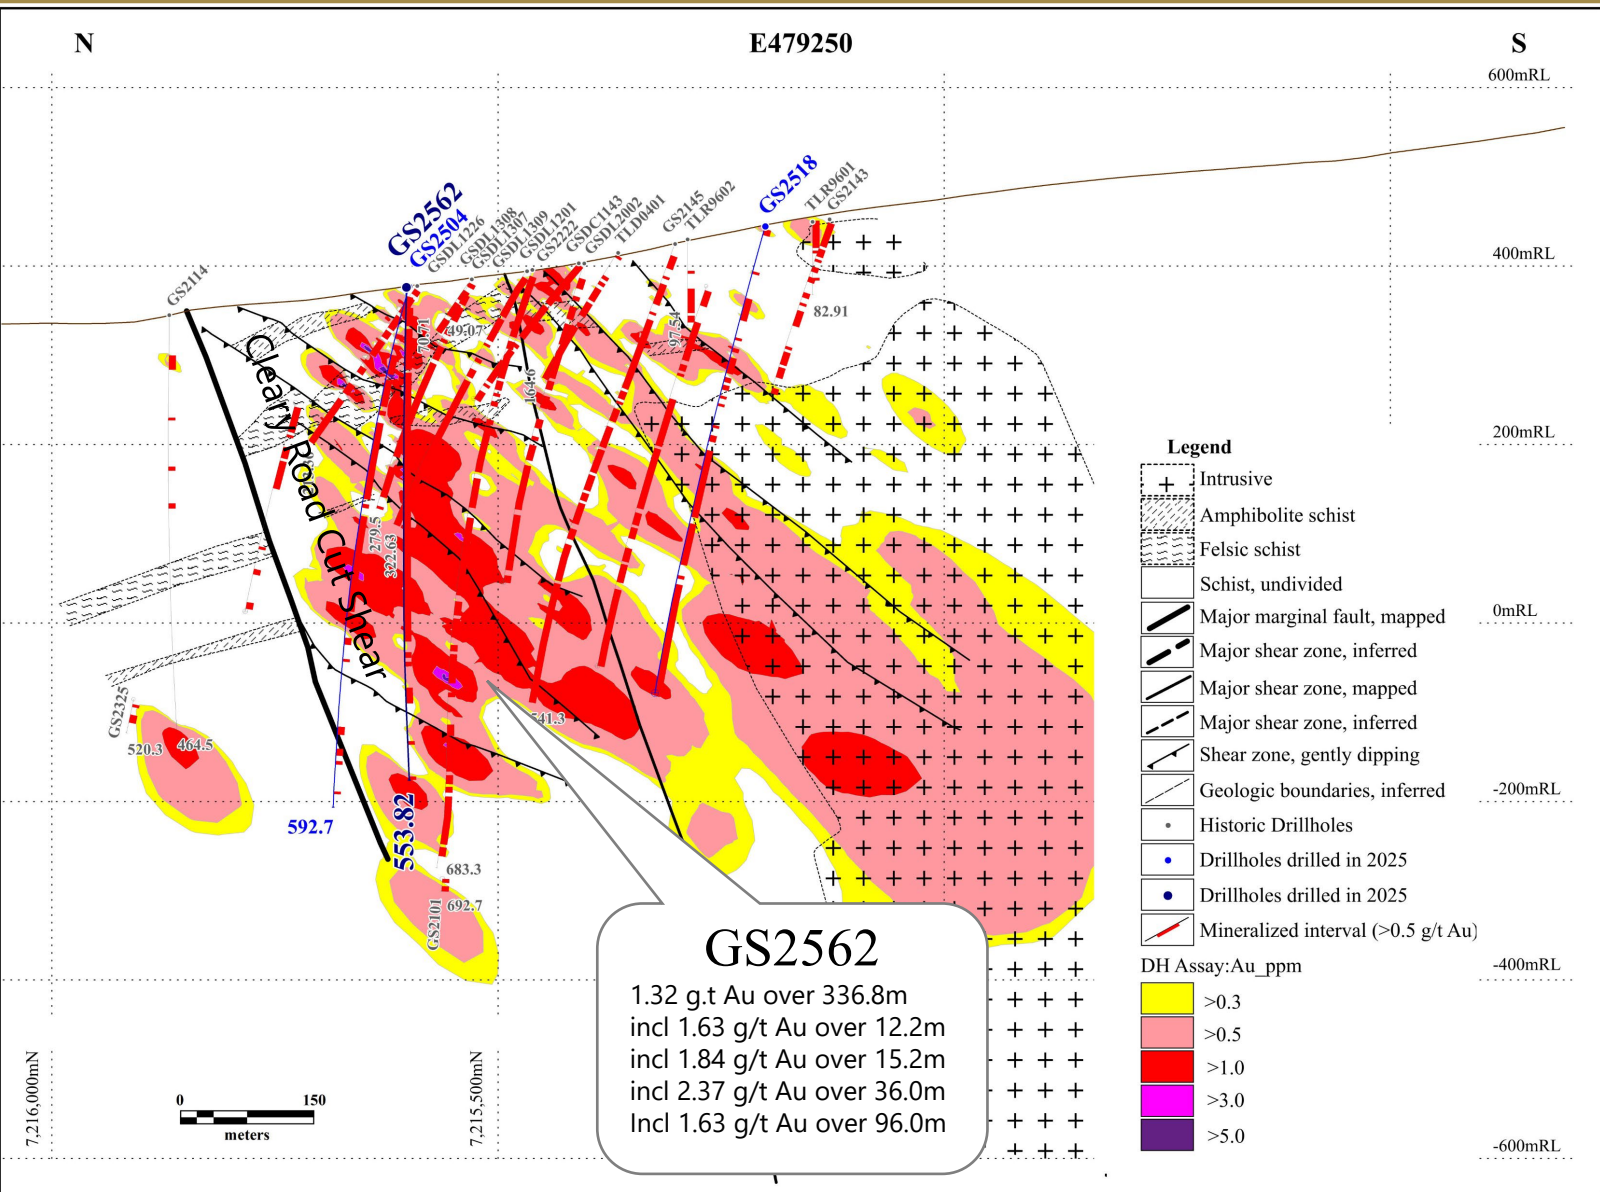 N
E479250
S
600mRL
400mRL
200mRL
0mRL
-200mRL
-400mRL
-600mRL
GS2114
GS2562
GS2504
GSDL1226
GSDL1308
GSDL1307
GSDL1309
GSDL1201
GS2222
GSDC1143
GSDL2002
TLD0401
GS2145
TLR9602
GS2518
TLR9601
GS2143
82.91
70.71
49.07
97.54
164.6
279.5
322.63
Cleary Road Cut Shear
541.3
GS2325
520.3
464.5
592.7
553.82
683.3
692.7
GS2101
GS2562
1.32 g.t Au over 336.8m
incl 1.63 g/t Au over 12.2m
incl 1.84 g/t Au over 15.2m
incl 2.37 g/t Au over 36.0m
Incl 1.63 g/t Au over 96.0m
7,216,000mN
7,215,500mN
0 150
meters
Legend
Intrusive
Amphibolite schist
Felsic schist
Schist, undivided
Major marginal fault, mapped
Major shear zone, inferred
Major shear zone, mapped
Major shear zone, inferred
Shear zone, gently dipping
Geologic boundaries, inferred
Historic Drillholes
Drillholes drilled in 2025
Drillholes drilled in 2025
Mineralized interval (>0.5 g/t Au)
DH Assay:Au_ppm
>0.3
>0.5
>1.0
>3.0
>5.0